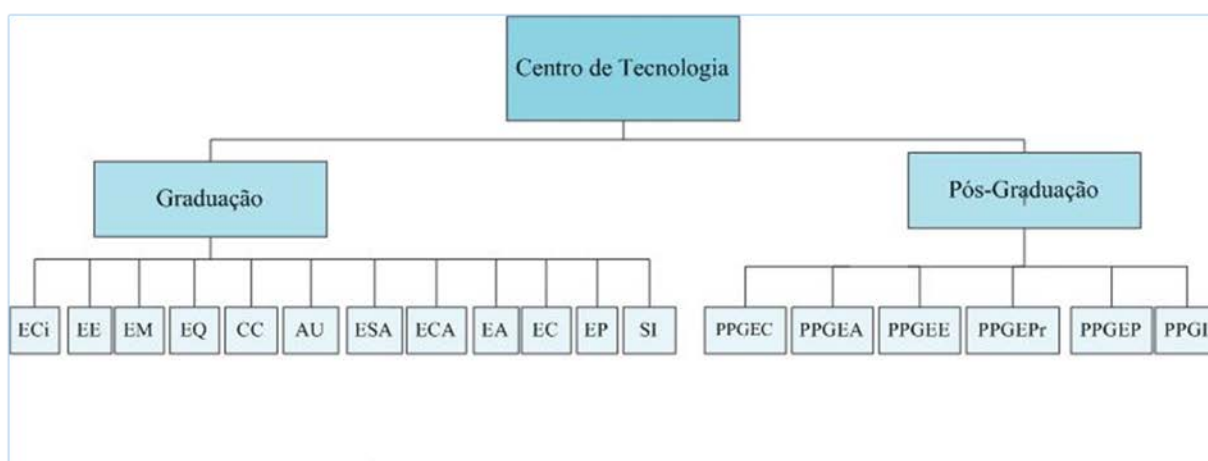 Centro de Tecnologia
Graduação
Pós-Graduação
ECi EE EM EQ CC AU ESA ECA EA EC EP SI
PPGEC PPGEA PPGEE PPGEPr PPGEP